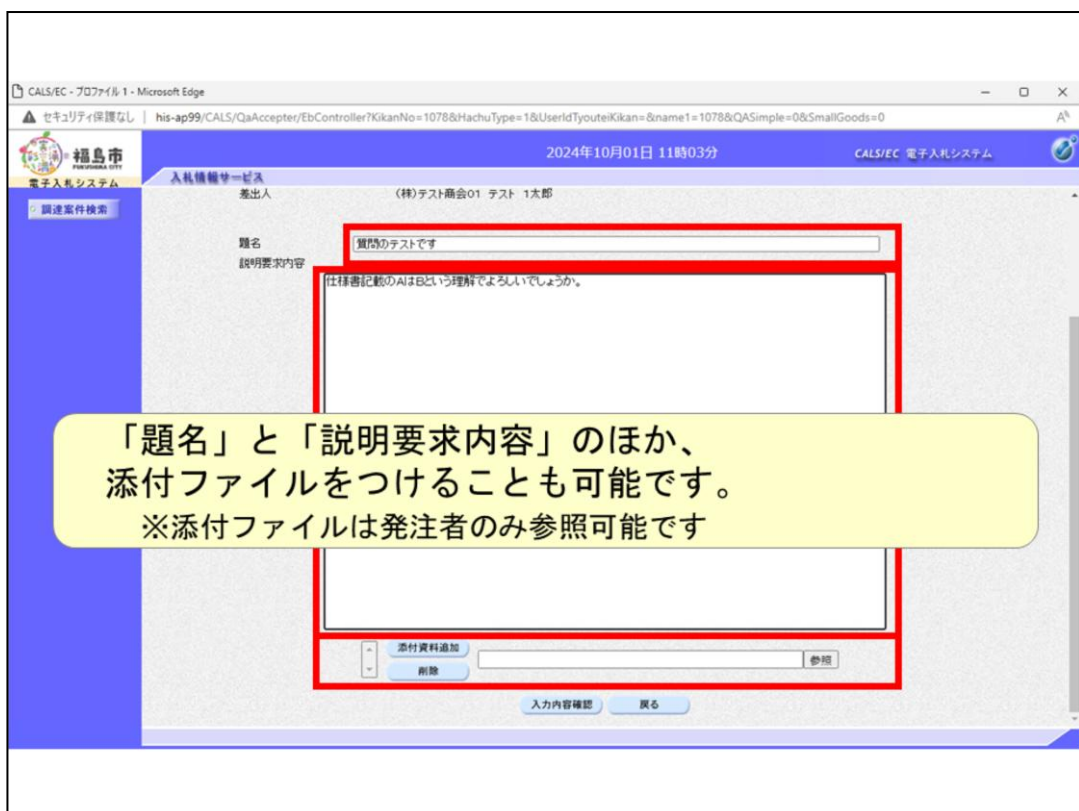 CALS/EC - プロファイル 1 - Microsoft Edge
セキュリティ保護なし | his-ap99/CALS/QaAccepter/EbController?KikanNo=1078&HachuType=1&UserIdTyouteiKikan=&name1=1078&QASimple=0&SmallGoods=0
福島市
FUKUSHIMA CITY
電子入札システム
2024年10月01日 11時03分
CALS/EC 電子入札システム
入札情報サービス
調達案件検索
差出人 (株)テスト商会01 テスト 1太郎
題名 質問のテストです
説明要求内容
仕様書記載のAはBという理解でよろしいでしょうか。
「題名」と「説明要求内容」のほか、
添付ファイルをつけることも可能です。
※添付ファイルは発注者のみ参照可能です
添付資料追加
削除
参照
入力内容確認 戻る